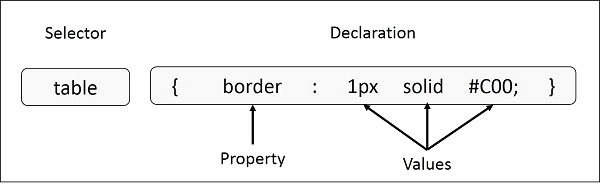 Selector Declaration
table { border : 1px solid #C00; }
Property Values